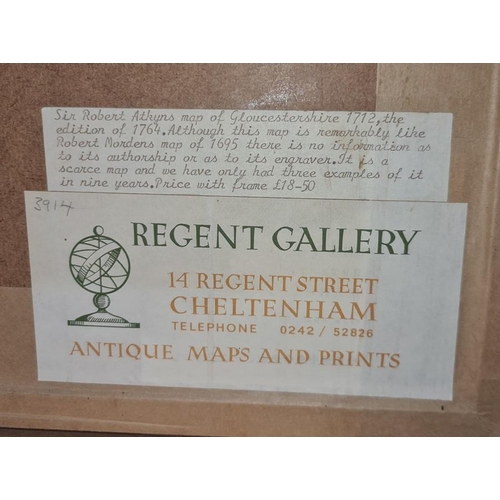 Sir Robert Atkyns map of Gloucestershire 1712,the
edition of 1764.Although this map is remarkably like
Robert Mordens map of 1695 there is no information as
to its authorship or as to its engraver.It is a
scarce map and we have only had three examples of it
in nine years.Price with frame £18-50
3914
REGENT GALLERY
14 REGENT STREET
CHELTENHAM
TELEPHONE 0242 / 52826
ANTIQUE MAPS AND PRINTS